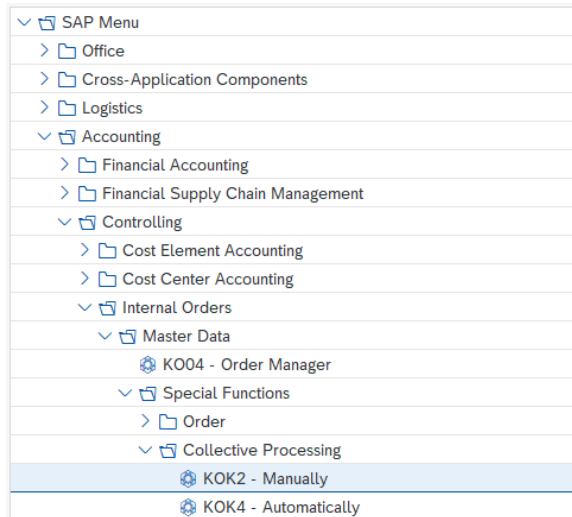 SAP Menu
Office
Cross-Application Components
Logistics
Accounting
Financial Accounting
Financial Supply Chain Management
Controlling
Cost Element Accounting
Cost Center Accounting
Internal Orders
Master Data
KO04 - Order Manager
Special Functions
Order
Collective Processing
KOK2 - Manually
KOK4 - Automatically